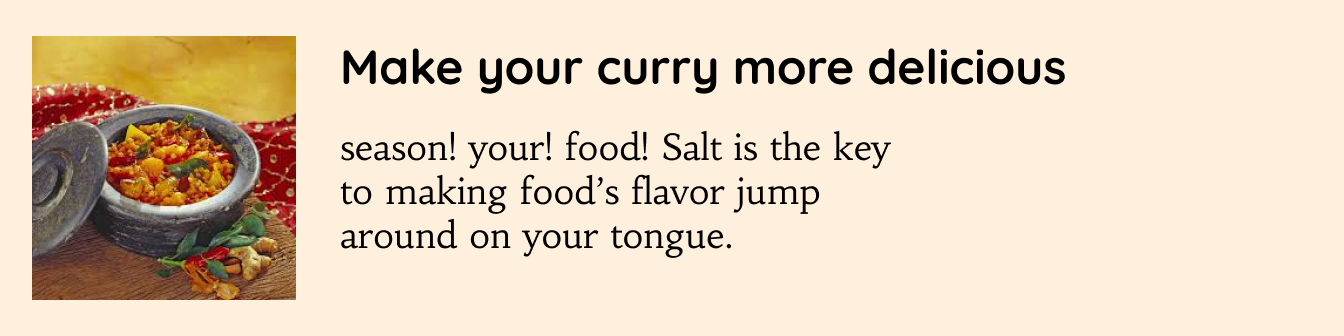 Make your curry more delicious
season! your! food! Salt is the key
to making food’s flavor jump
around on your tongue.